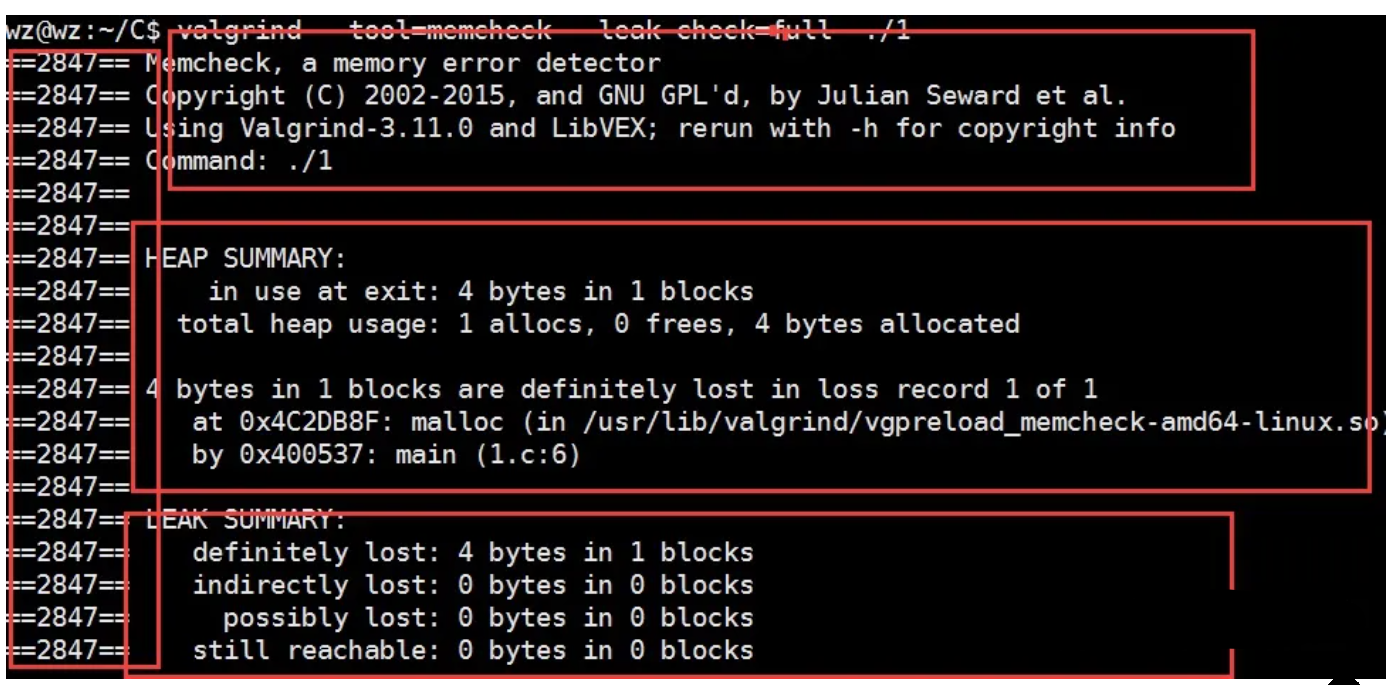 wz@wz:~/C$ valgrind --tool=memcheck --leak-check=full ./1
==2847== Memcheck, a memory error detector
==2847== Copyright (C) 2002-2015, and GNU GPL'd, by Julian Seward et al.
==2847== Using Valgrind-3.11.0 and LibVEX; rerun with -h for copyright info
==2847== Command: ./1
==2847==
==2847==
==2847== HEAP SUMMARY:
==2847==     in use at exit: 4 bytes in 1 blocks
==2847==   total heap usage: 1 allocs, 0 frees, 4 bytes allocated
==2847==
==2847== 4 bytes in 1 blocks are definitely lost in loss record 1 of 1
==2847==    at 0x4C2DB8F: malloc (in /usr/lib/valgrind/vgpreload_memcheck-amd64-linux.so)
==2847==    by 0x400537: main (1.c:6)
==2847==
==2847== LEAK SUMMARY:
==2847==    definitely lost: 4 bytes in 1 blocks
==2847==    indirectly lost: 0 bytes in 0 blocks
==2847==      possibly lost: 0 bytes in 0 blocks
==2847==    still reachable: 0 bytes in 0 blocks